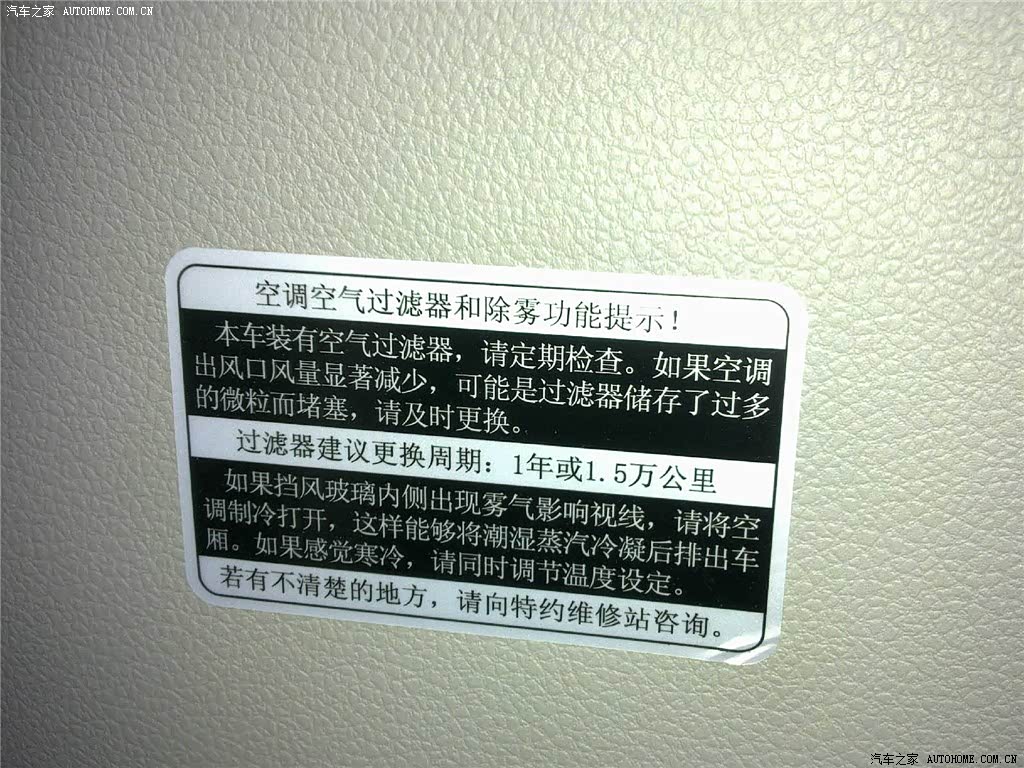 汽车之家 AUTOHOME.COM.CN
空调空气过滤器和除雾功能提示!
本车装有空气过滤器，请定期检查。如果空调
出风口风量显著减少，可能是过滤器储存了过多
的微粒而堵塞，请及时更换。
过滤器建议更换周期：1年或1.5万公里
如果挡风玻璃内侧出现雾气影响视线，请将空
调制冷打开，这样能够将潮湿蒸汽冷凝后排出车
厢。如果感觉寒冷，请同时调节温度设定。
若有不清楚的地方，请向特约维修站咨询。
汽车之家 AUTOHOME.COM.CN